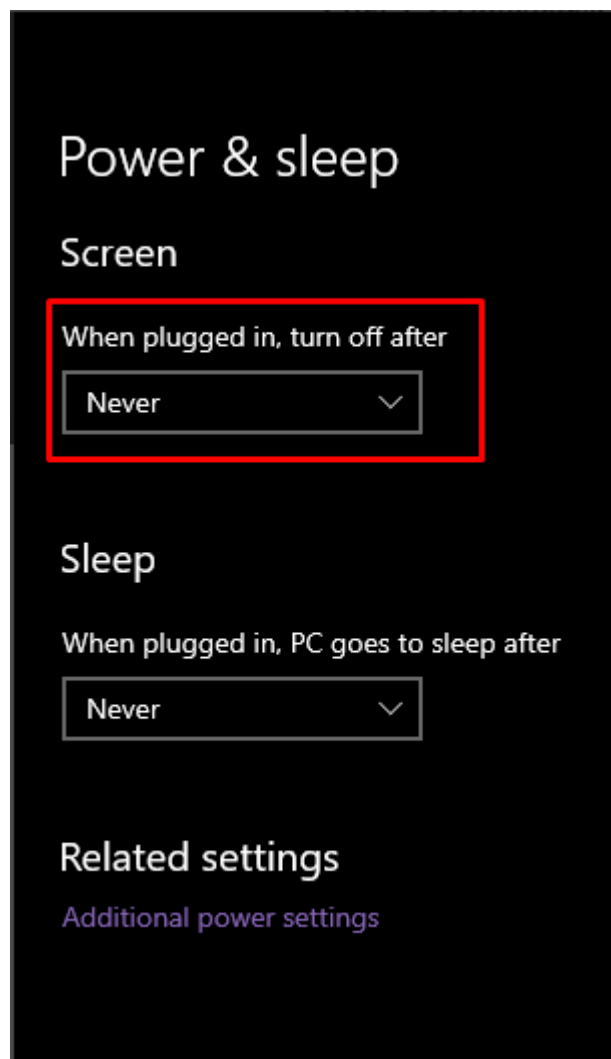 Power & sleep
Screen
When plugged in, turn off after
Never
Sleep
When plugged in, PC goes to sleep after
Never
Related settings
Additional power settings